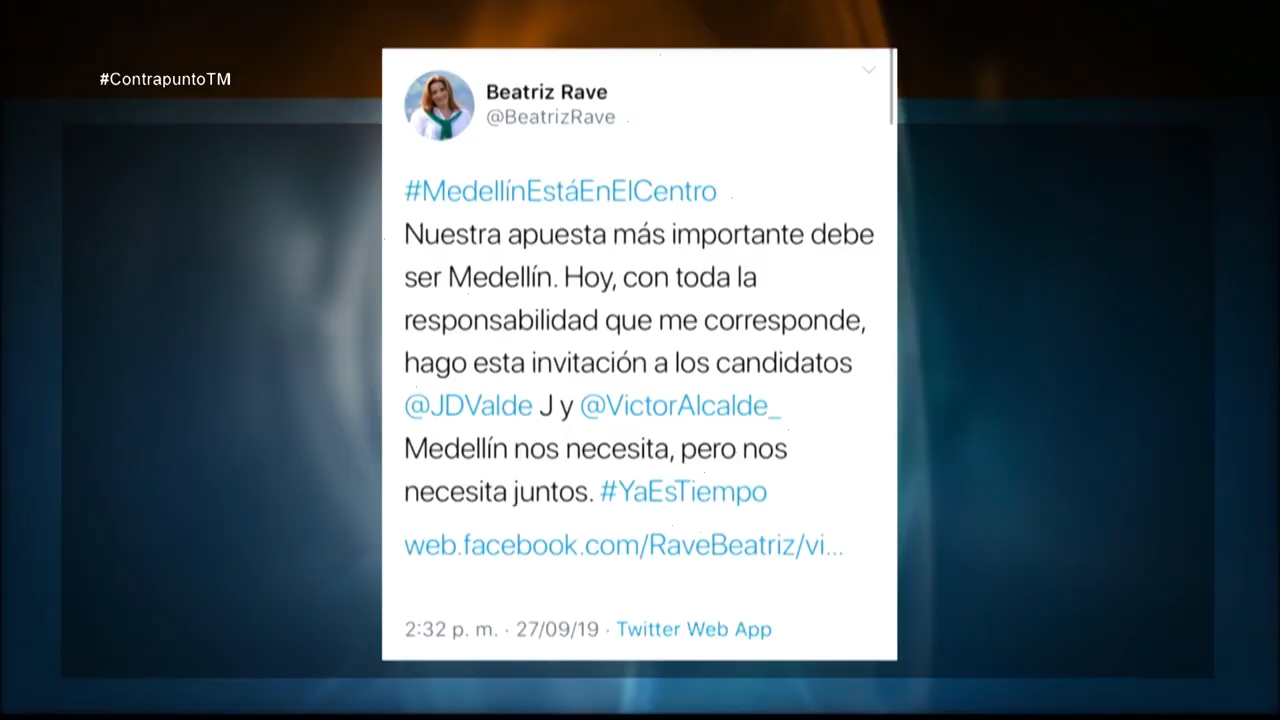 #ContrapuntoTM
Beatriz Rave
@BeatrizRave
#MedellínEstáEnElCentro
Nuestra apuesta más importante debe
ser Medellín. Hoy, con toda la
responsabilidad que me corresponde,
hago esta invitación a los candidatos
@JDValde J y @VictorAlcalde_
Medellín nos necesita, pero nos
necesita juntos. #YaEsTiempo
web.facebook.com/RaveBeatriz/vi...
2:32 p. m. · 27/09/19 · Twitter Web App